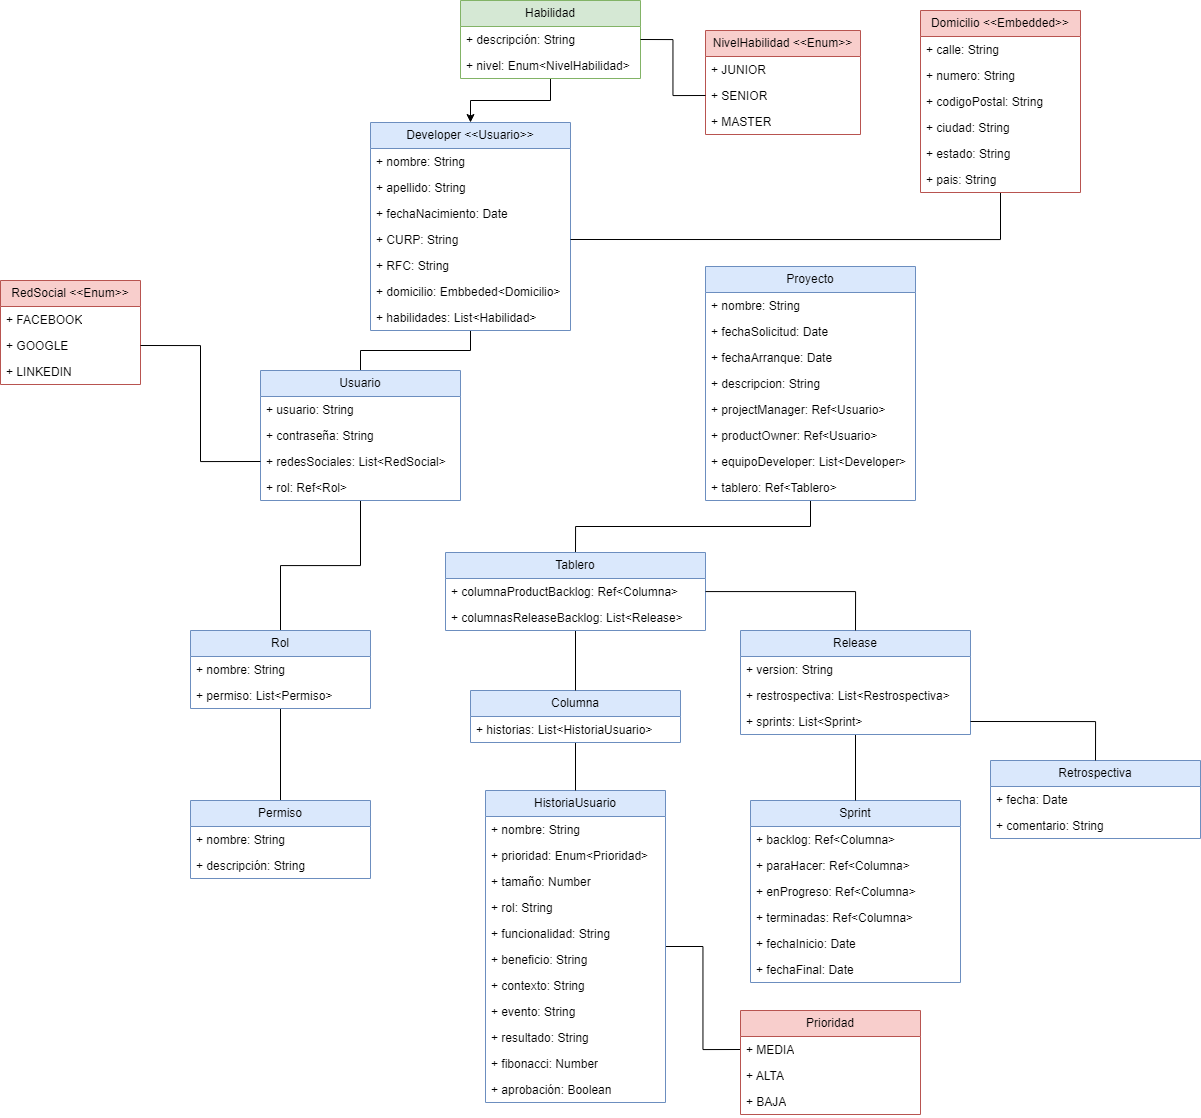 Habilidad
+ descripción: String
+ nivel: Enum<NivelHabilidad>
NivelHabilidad <<Enum>>
+ JUNIOR
+ SENIOR
+ MASTER
Domicilio <<Embedded>>
+ calle: String
+ numero: String
+ codigoPostal: String
+ ciudad: String
+ estado: String
+ pais: String
Developer <<Usuario>>
+ nombre: String
+ apellido: String
+ fechaNacimiento: Date
+ CURP: String
+ RFC: String
+ domicilio: Embbeded<Domicilio>
+ habilidades: List<Habilidad>
RedSocial <<Enum>>
+ FACEBOOK
+ GOOGLE
+ LINKEDIN
Proyecto
+ nombre: String
+ fechaSolicitud: Date
+ fechaArranque: Date
+ descripcion: String
+ projectManager: Ref<Usuario>
+ productOwner: Ref<Usuario>
+ equipoDeveloper: List<Developer>
+ tablero: Ref<Tablero>
Usuario
+ usuario: String
+ contraseña: String
+ redesSociales: List<RedSocial>
+ rol: Ref<Rol>
Tablero
+ columnaProductBacklog: Ref<Columna>
+ columnasReleaseBacklog: List<Release>
Rol
+ nombre: String
+ permiso: List<Permiso>
Release
+ version: String
+ restrospectiva: List<Restrospectiva>
+ sprints: List<Sprint>
Columna
+ historias: List<HistoriaUsuario>
Retrospectiva
+ fecha: Date
+ comentario: String
Permiso
+ nombre: String
+ descripción: String
HistoriaUsuario
+ nombre: String
+ prioridad: Enum<Prioridad>
+ tamaño: Number
+ rol: String
+ funcionalidad: String
+ beneficio: String
+ contexto: String
+ evento: String
+ resultado: String
+ fibonacci: Number
+ aprobación: Boolean
Sprint
+ backlog: Ref<Columna>
+ paraHacer: Ref<Columna>
+ enProgreso: Ref<Columna>
+ terminadas: Ref<Columna>
+ fechaInicio: Date
+ fechaFinal: Date
Prioridad
+ MEDIA
+ ALTA
+ BAJA